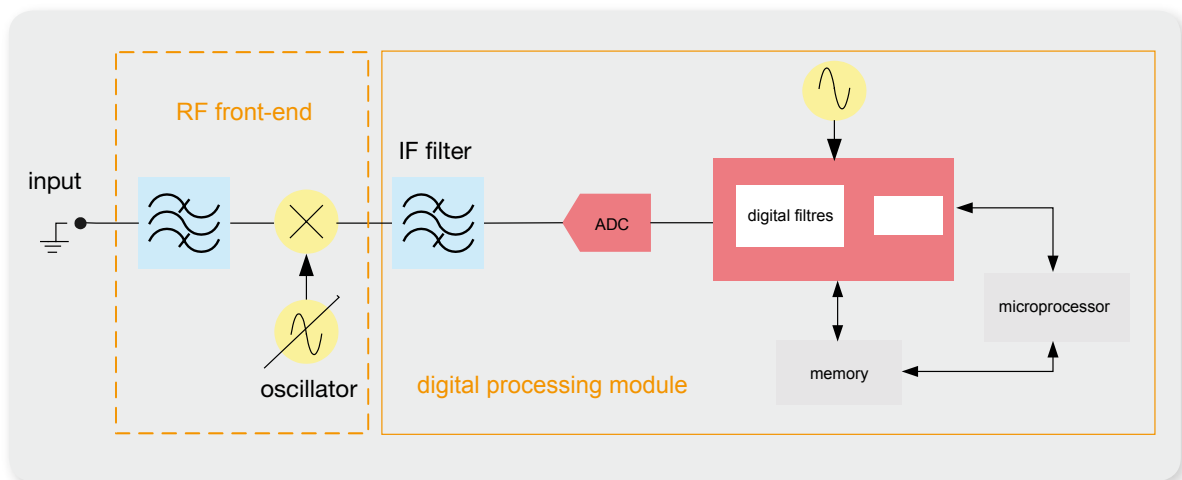 RF front-end
IF filter
input
digital filtres
ADC
microprocessor
memory
oscillator
digital processing module